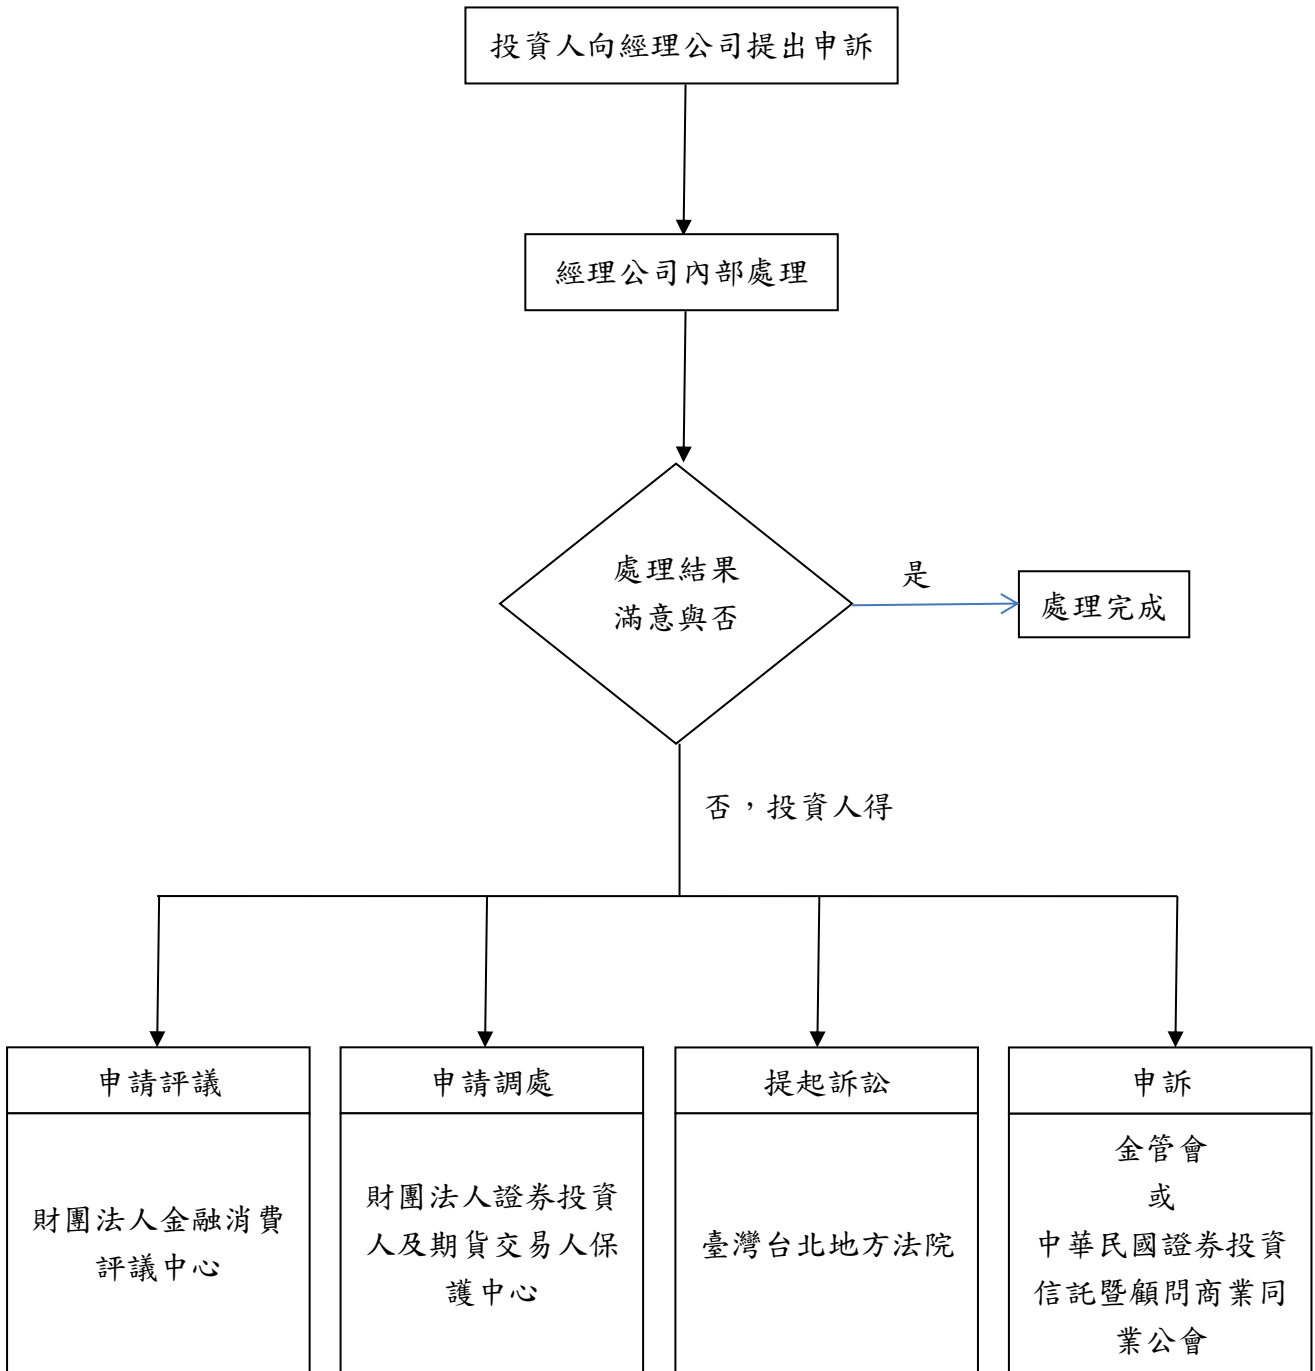 投資人向經理公司提出申訴
經理公司內部處理
處理結果
滿意與否
是
處理完成
否，投資人得
申請評議
財團法人金融消費
評議中心
申請調處
財團法人證券投資
人及期貨交易人保
護中心
提起訴訟
臺灣台北地方法院
申訴
金管會
或
中華民國證券投資
信託暨顧問商業同
業公會